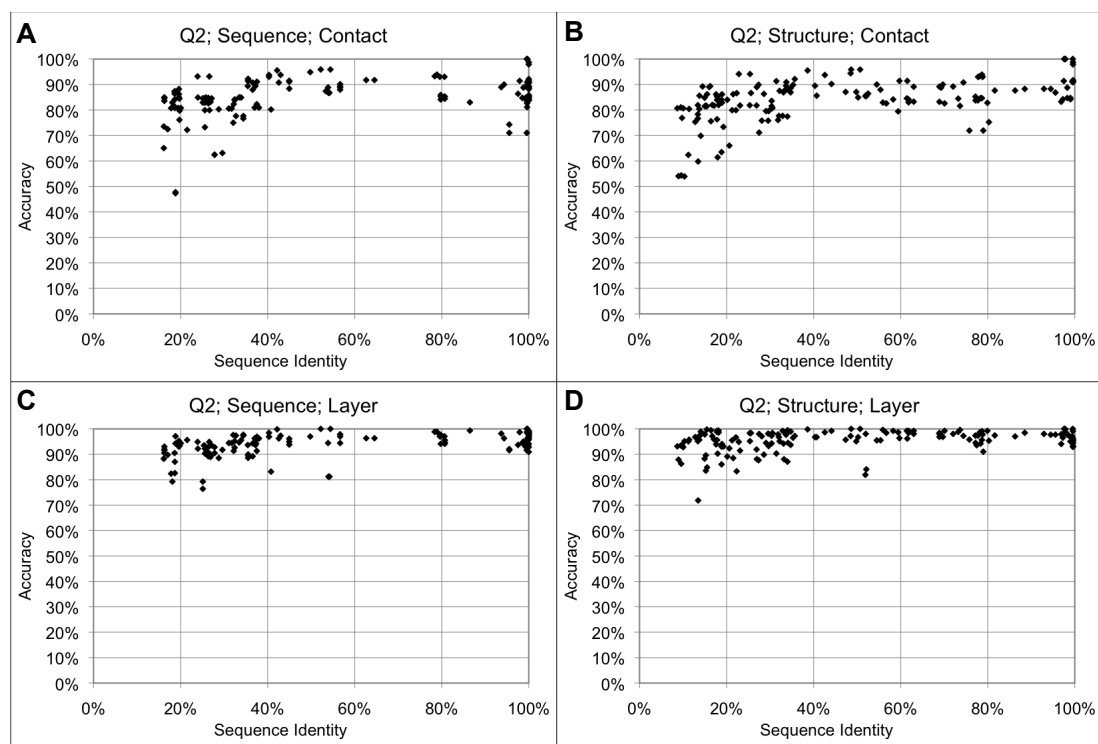 A
Q2; Sequence; Contact
100%
90%
80%
70%
60%
50%
40%
30%
20%
10%
0%
Accuracy
0% 20% 40% 60% 80% 100%
Sequence Identity
B
Q2; Structure; Contact
100%
90%
80%
70%
60%
50%
40%
30%
20%
10%
0%
Accuracy
0% 20% 40% 60% 80% 100%
Sequence Identity
C
Q2; Sequence; Layer
100%
90%
80%
70%
60%
50%
40%
30%
20%
10%
0%
Accuracy
0% 20% 40% 60% 80% 100%
Sequence Identity
D
Q2; Structure; Layer
100%
90%
80%
70%
60%
50%
40%
30%
20%
10%
0%
Accuracy
0% 20% 40% 60% 80% 100%
Sequence Identity